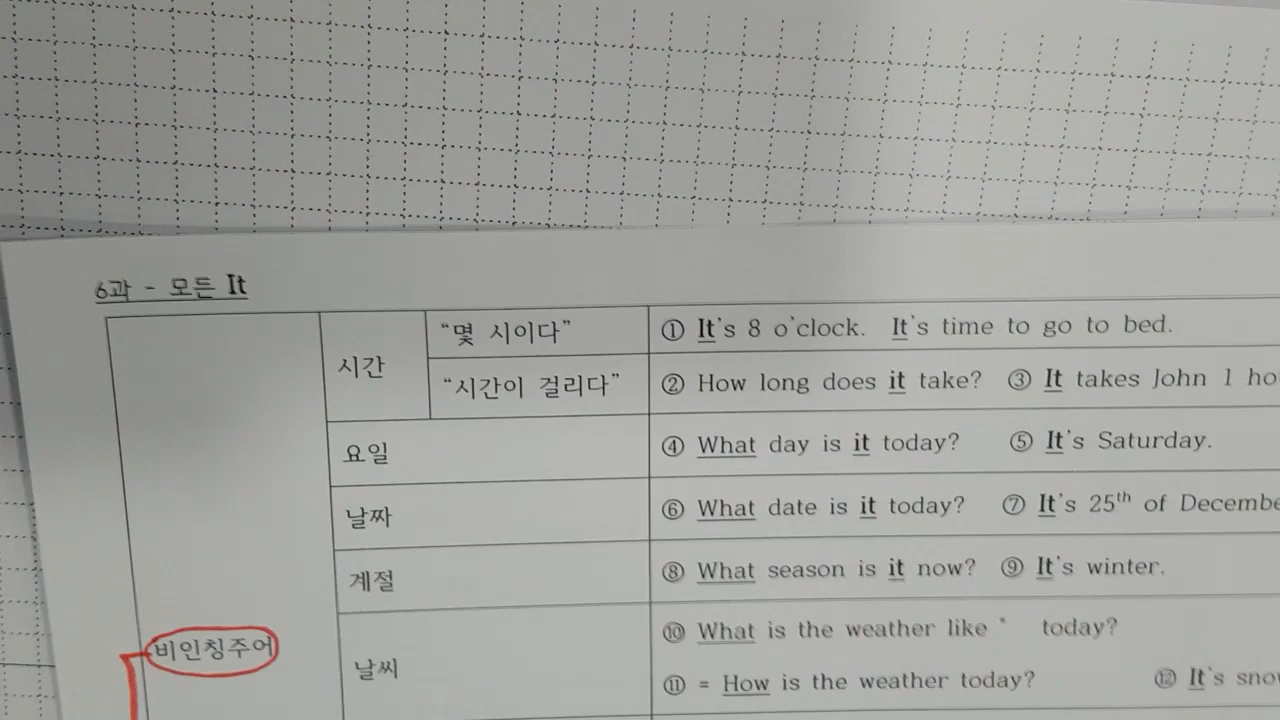 6과 - 모든 It
시간
“몇 시이다”
① It's 8 o'clock. It's time to go to bed.
“시간이 걸리다”
② How long does it take? ③ It takes John 1
요일
④ What day is it today? ⑤ It's Saturday.
날짜
⑥ What date is it today? ⑦ It's 25th of
계절
⑧ What season is it now? ⑨ It's winter.
비인칭주어
날씨
⑩ What is the weather like today?
⑪ = How is the weather today? ⑫ It's